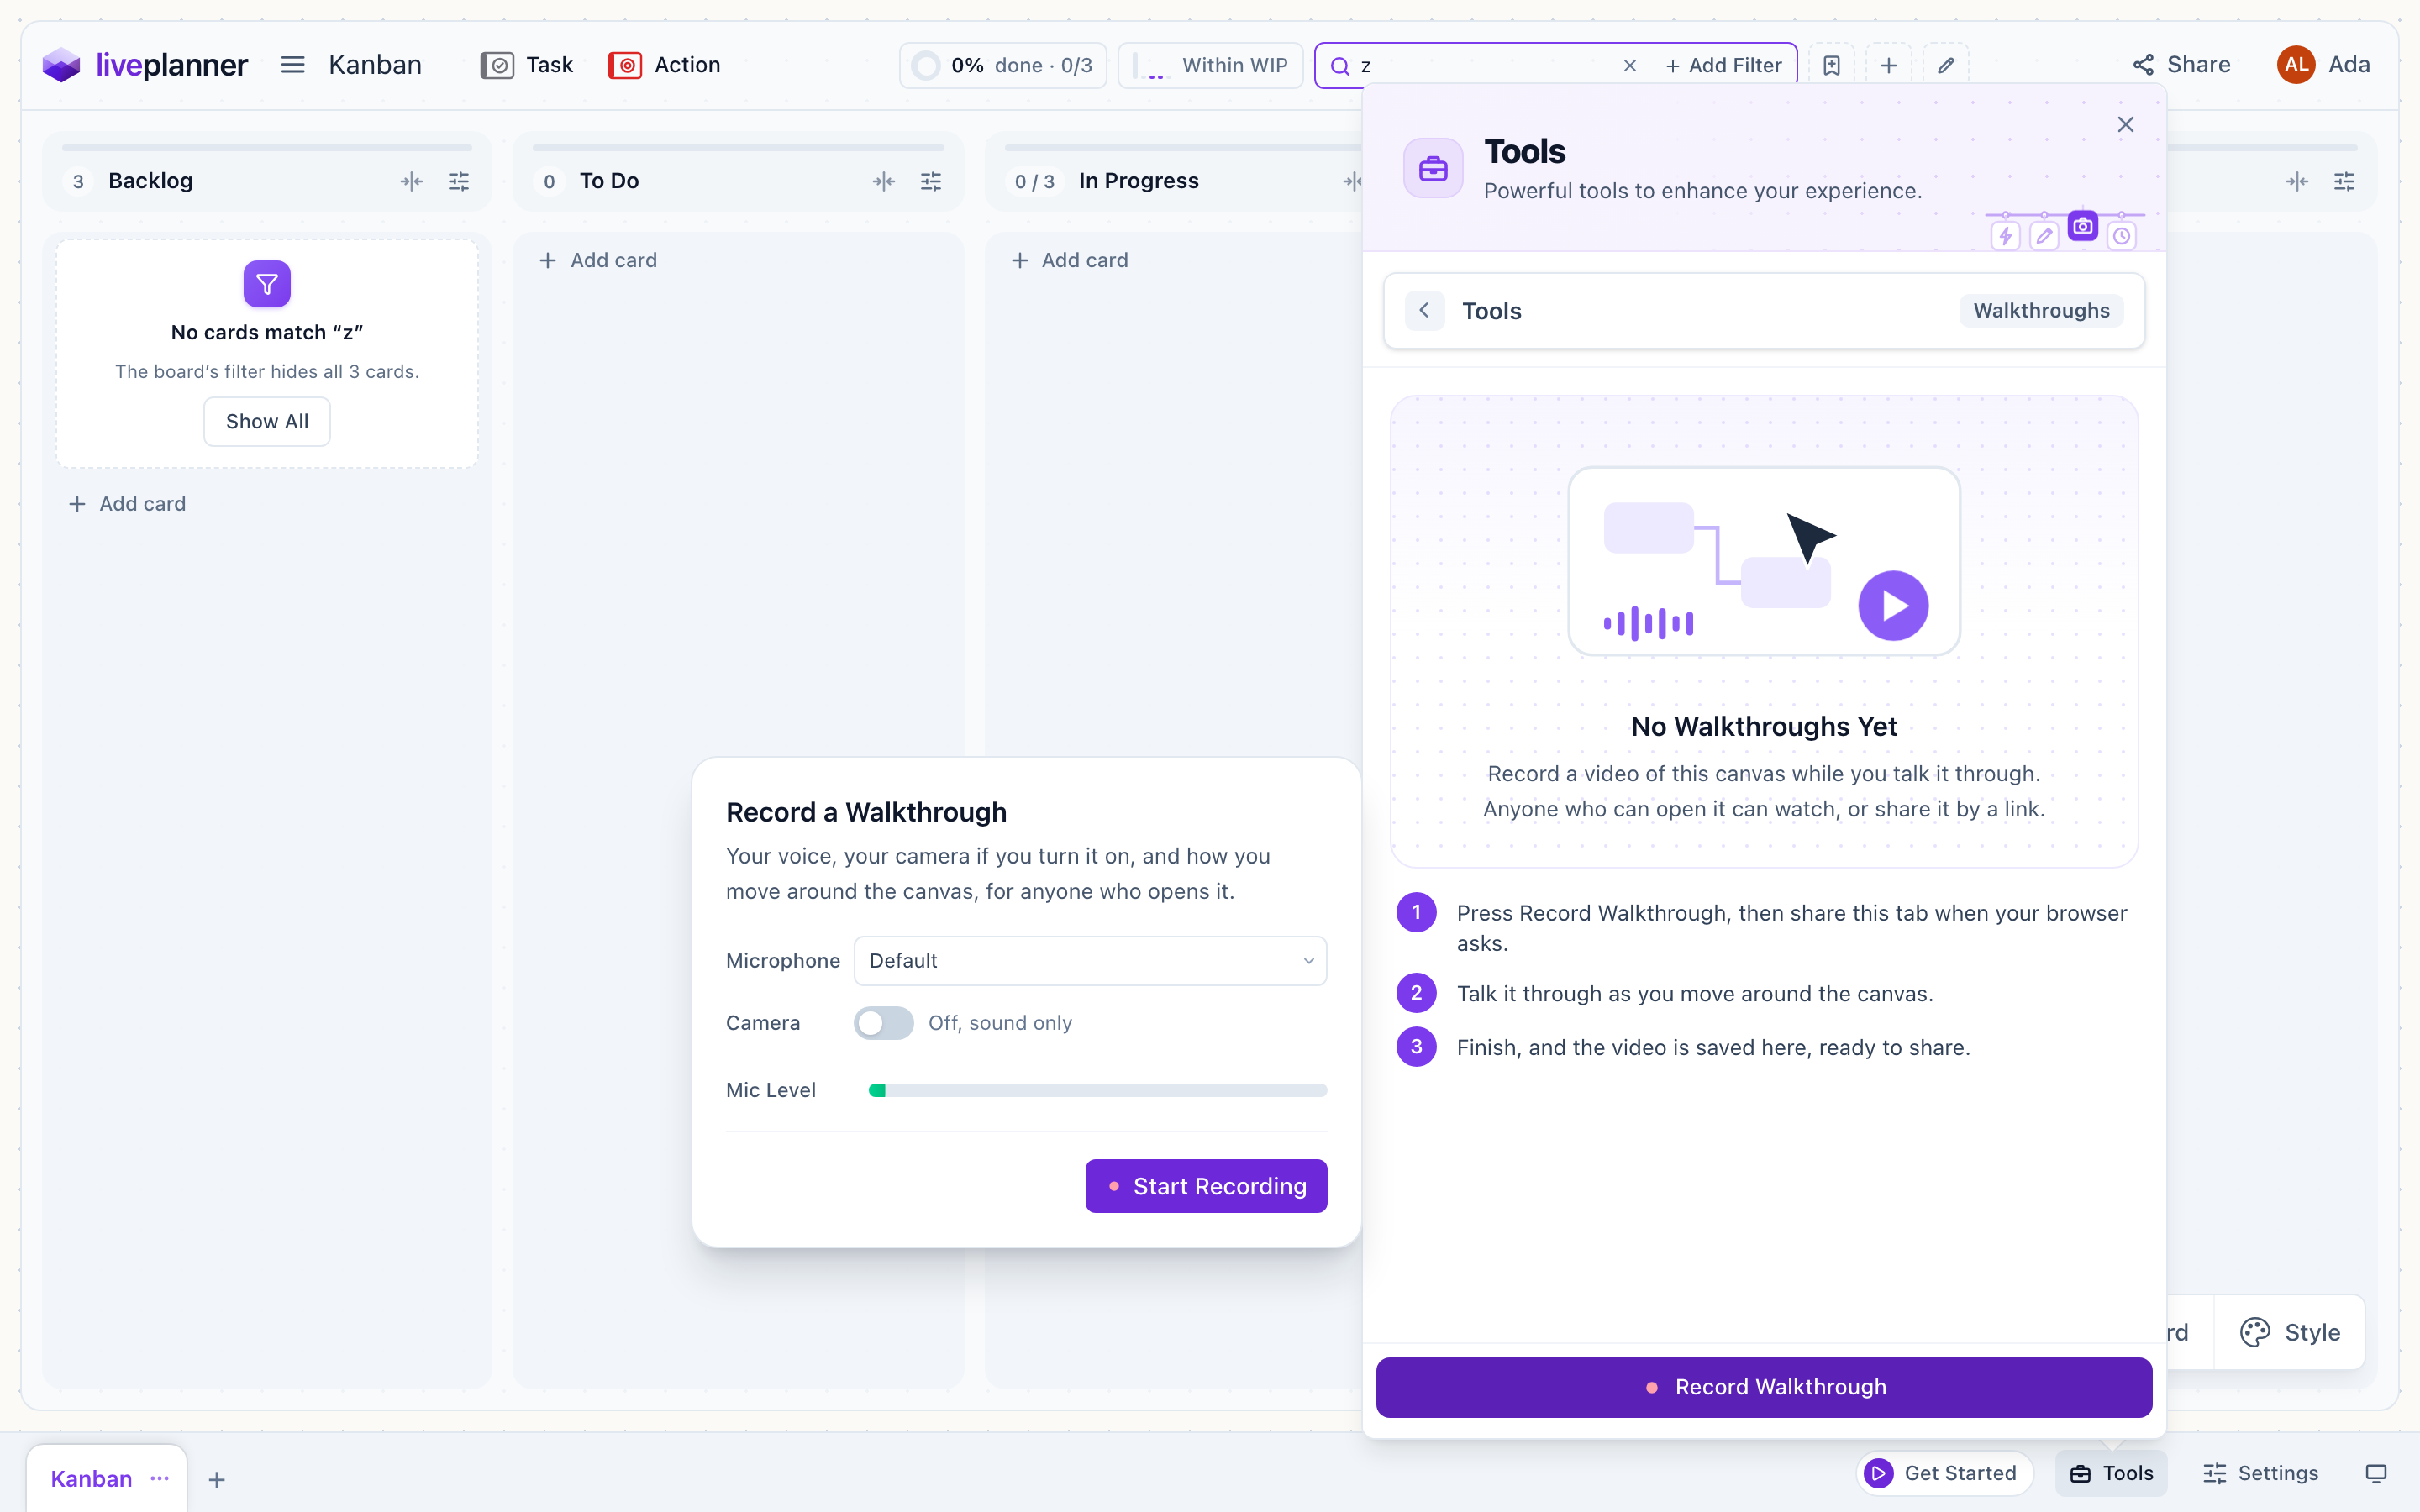 liveplanner
Kanban
Task
Action
0% done · 0/3
Within WIP
z
+ Add Filter
Share
AL
Ada
3 Backlog
0 To Do
0 / 3 In Progress
No cards match “z”
The board’s filter hides all 3 cards.
Show All
+ Add card
+ Add card
+ Add card
Tools
Powerful tools to enhance your experience.
Tools
Walkthroughs
No Walkthroughs Yet
Record a video of this canvas while you talk it through.
Anyone who can open it can watch, or share it by a link.
1 Press Record Walkthrough, then share this tab when your browser
asks.
2 Talk it through as you move around the canvas.
3 Finish, and the video is saved here, ready to share.
Record Walkthrough
Record a Walkthrough
Your voice, your camera if you turn it on, and how you
move around the canvas, for anyone who opens it.
Microphone
Default
Camera
Off, sound only
Mic Level
Start Recording
rd
Style
Kanban
Get Started
Tools
Settings